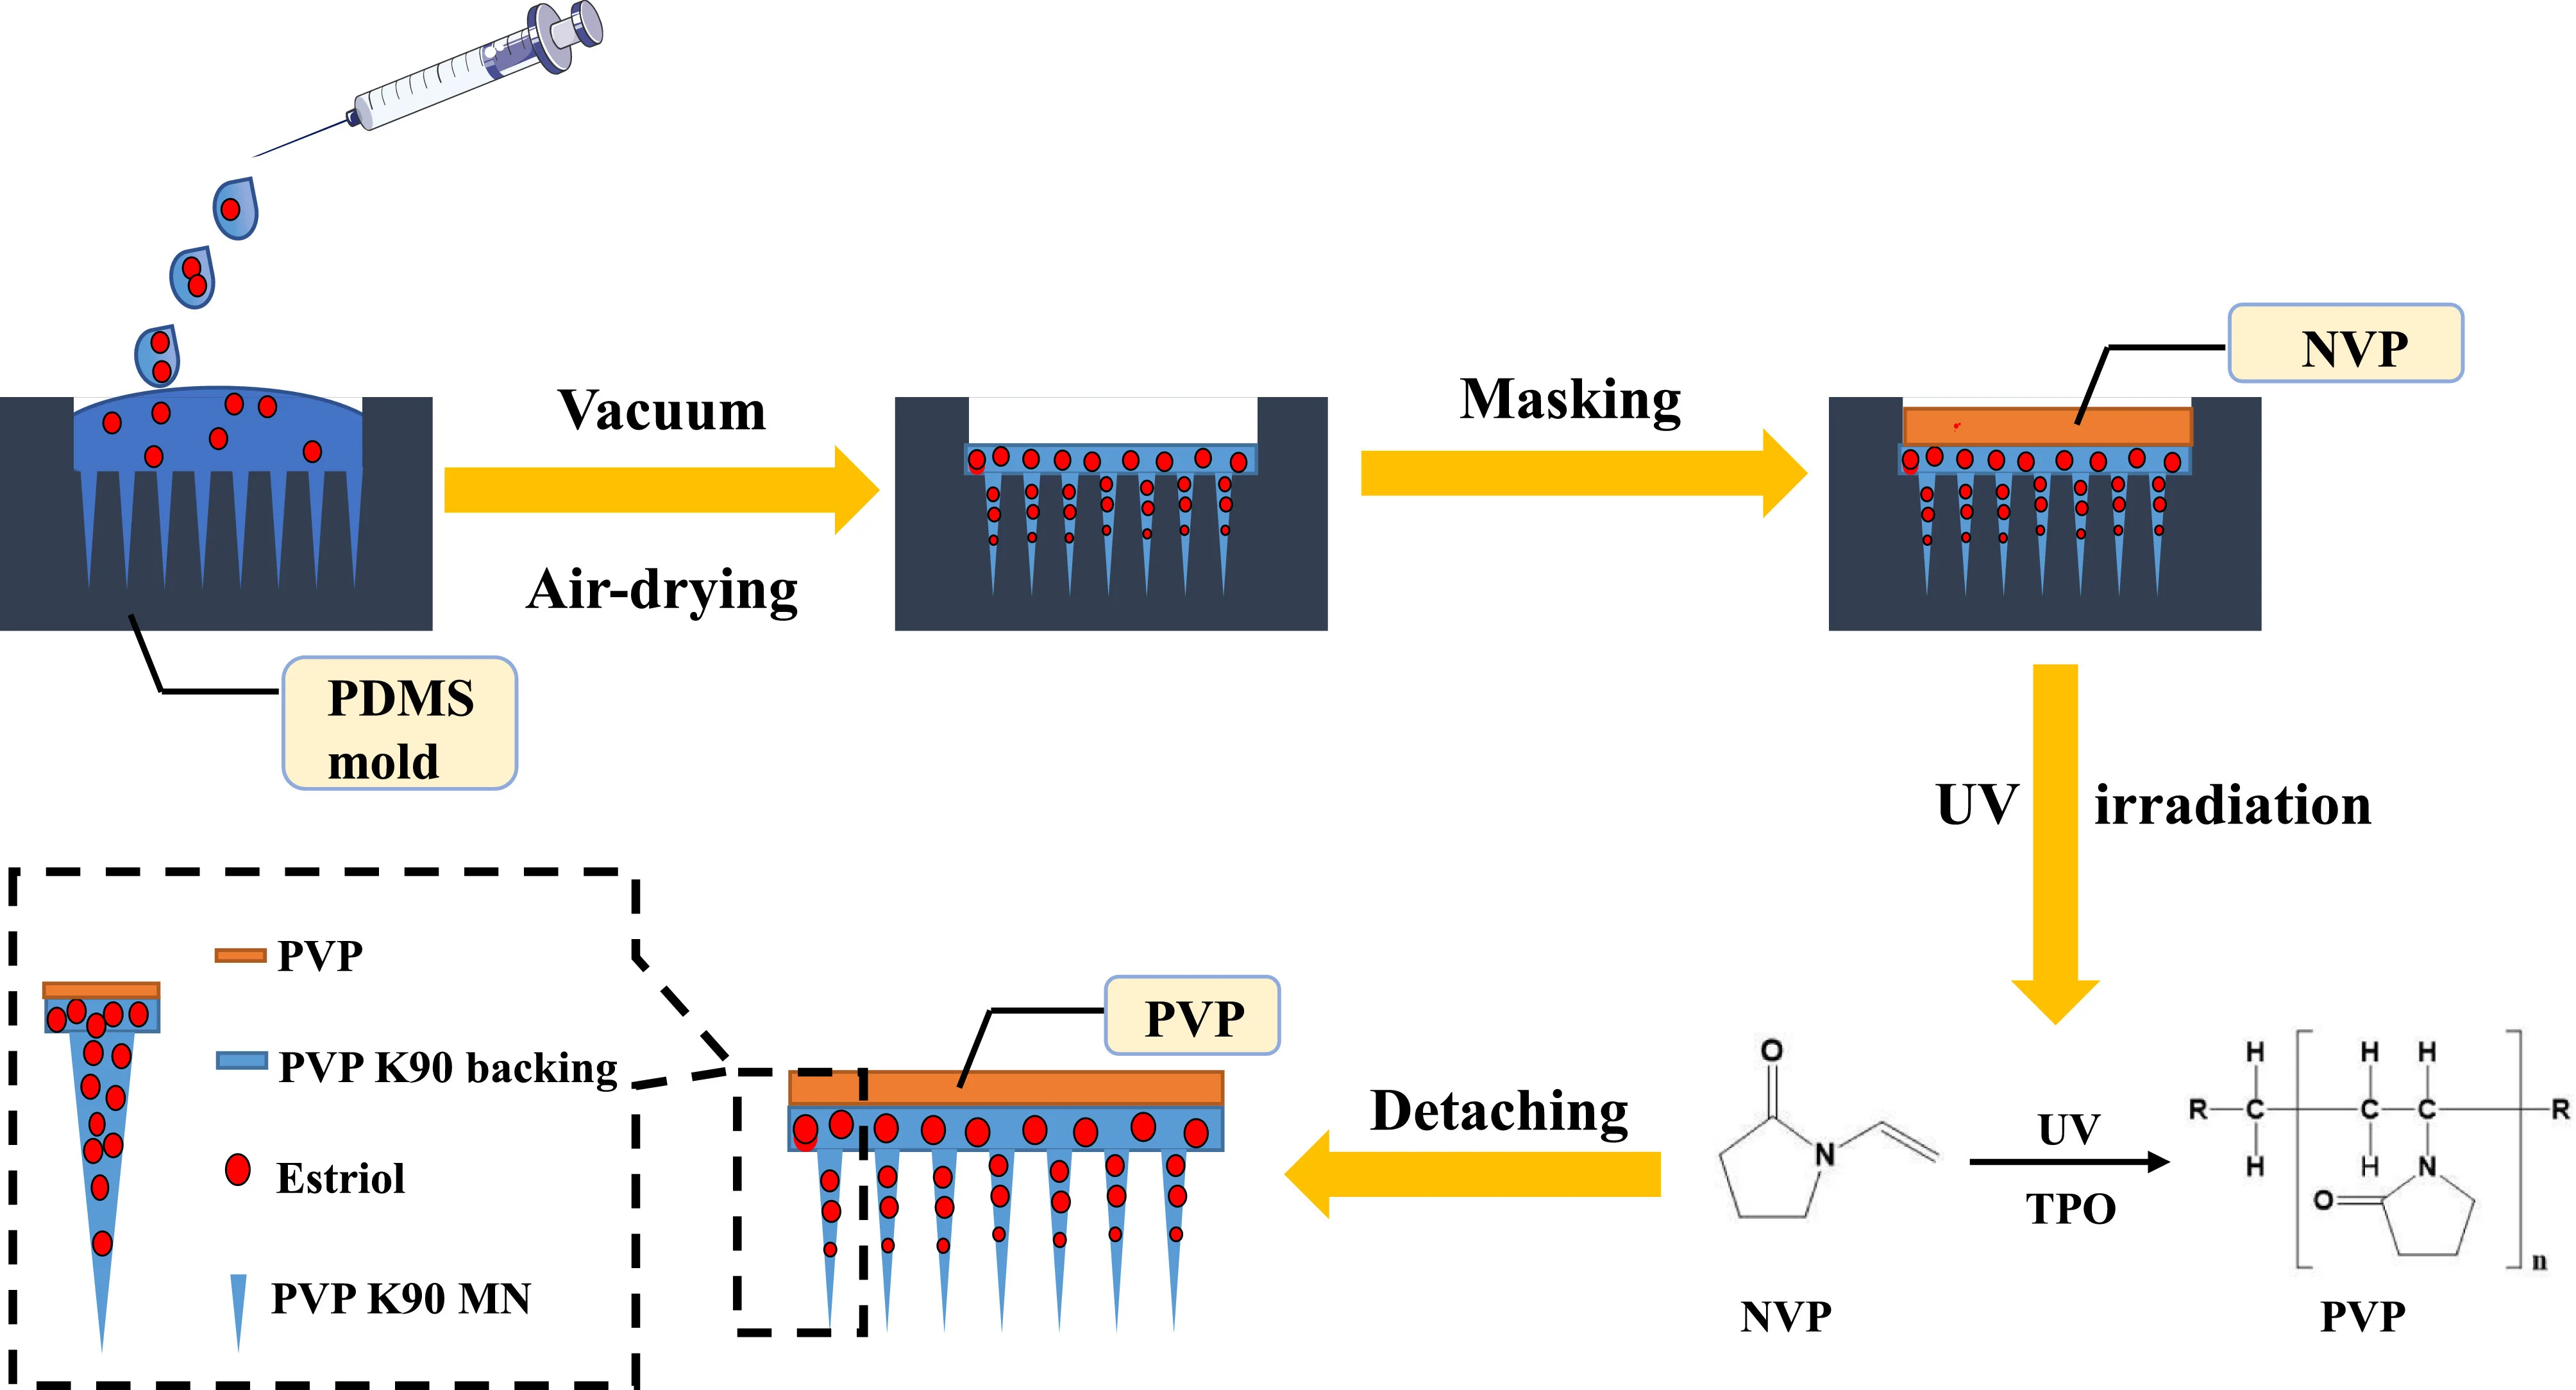 Vacuum
Air-drying
PDMS
mold
Masking
NVP
UV irradiation
O
N
NVP
UV
TPO
H H H
R C C C R
H H N
O
n
PVP
Detaching
PVP
PVP
PVP K90 backing
Estriol
PVP K90 MN